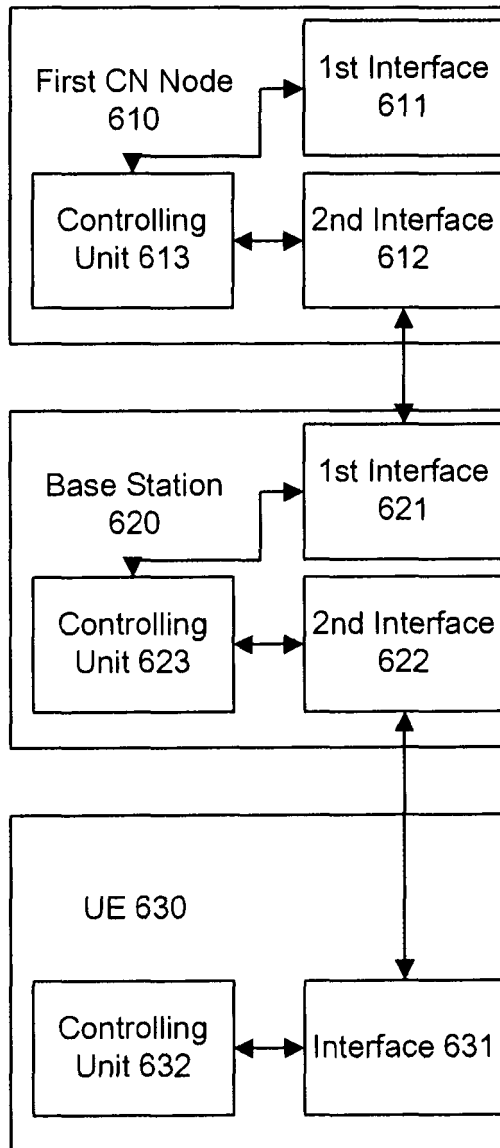 First CN Node
610
1st Interface
611
Controlling
Unit 613
2nd Interface
612
Base Station
620
1st Interface
621
Controlling
Unit 623
2nd Interface
622
UE 630
Controlling
Unit 632
Interface 631